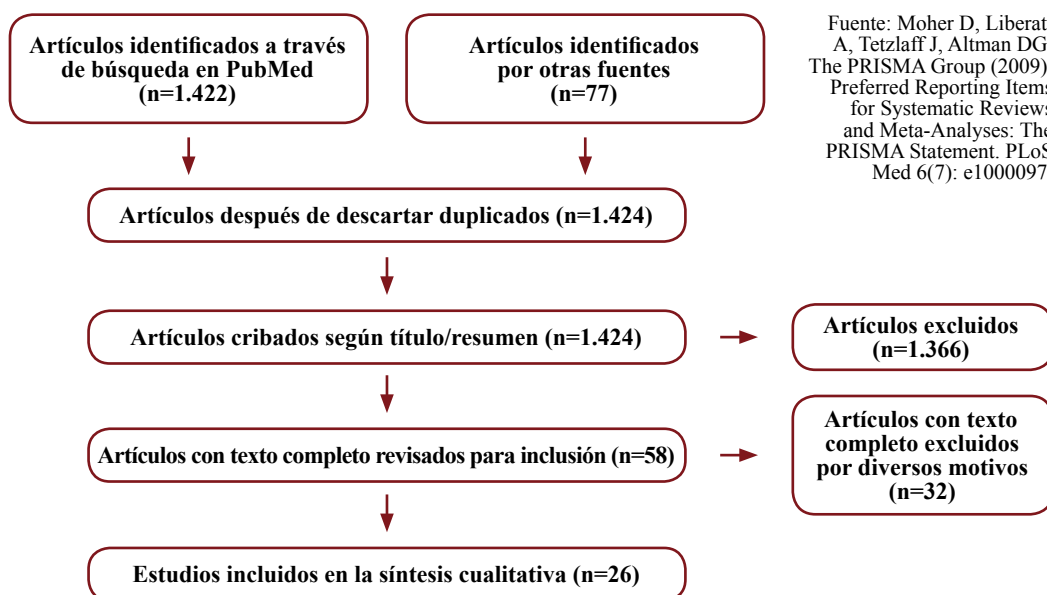 Artículos identificados a través
de búsqueda en PubMed
(n=1.422)
Artículos identificados
por otras fuentes
(n=77)
Fuente: Moher D, Liberat
A, Tetzlaff J, Altman DG
The PRISMA Group (2009)
Preferred Reporting Items
for Systematic Reviews
and Meta-Analyses: The
PRISMA Statement. PLoS
Med 6(7): e1000097
Artículos después de descartar duplicados (n=1.424)
Artículos cribados según título/resumen (n=1.424)
Artículos excluidos
(n=1.366)
Artículos con texto completo revisados para inclusión (n=58)
Artículos con texto
completo excluidos
por diversos motivos
(n=32)
Estudios incluidos en la síntesis cualitativa (n=26)